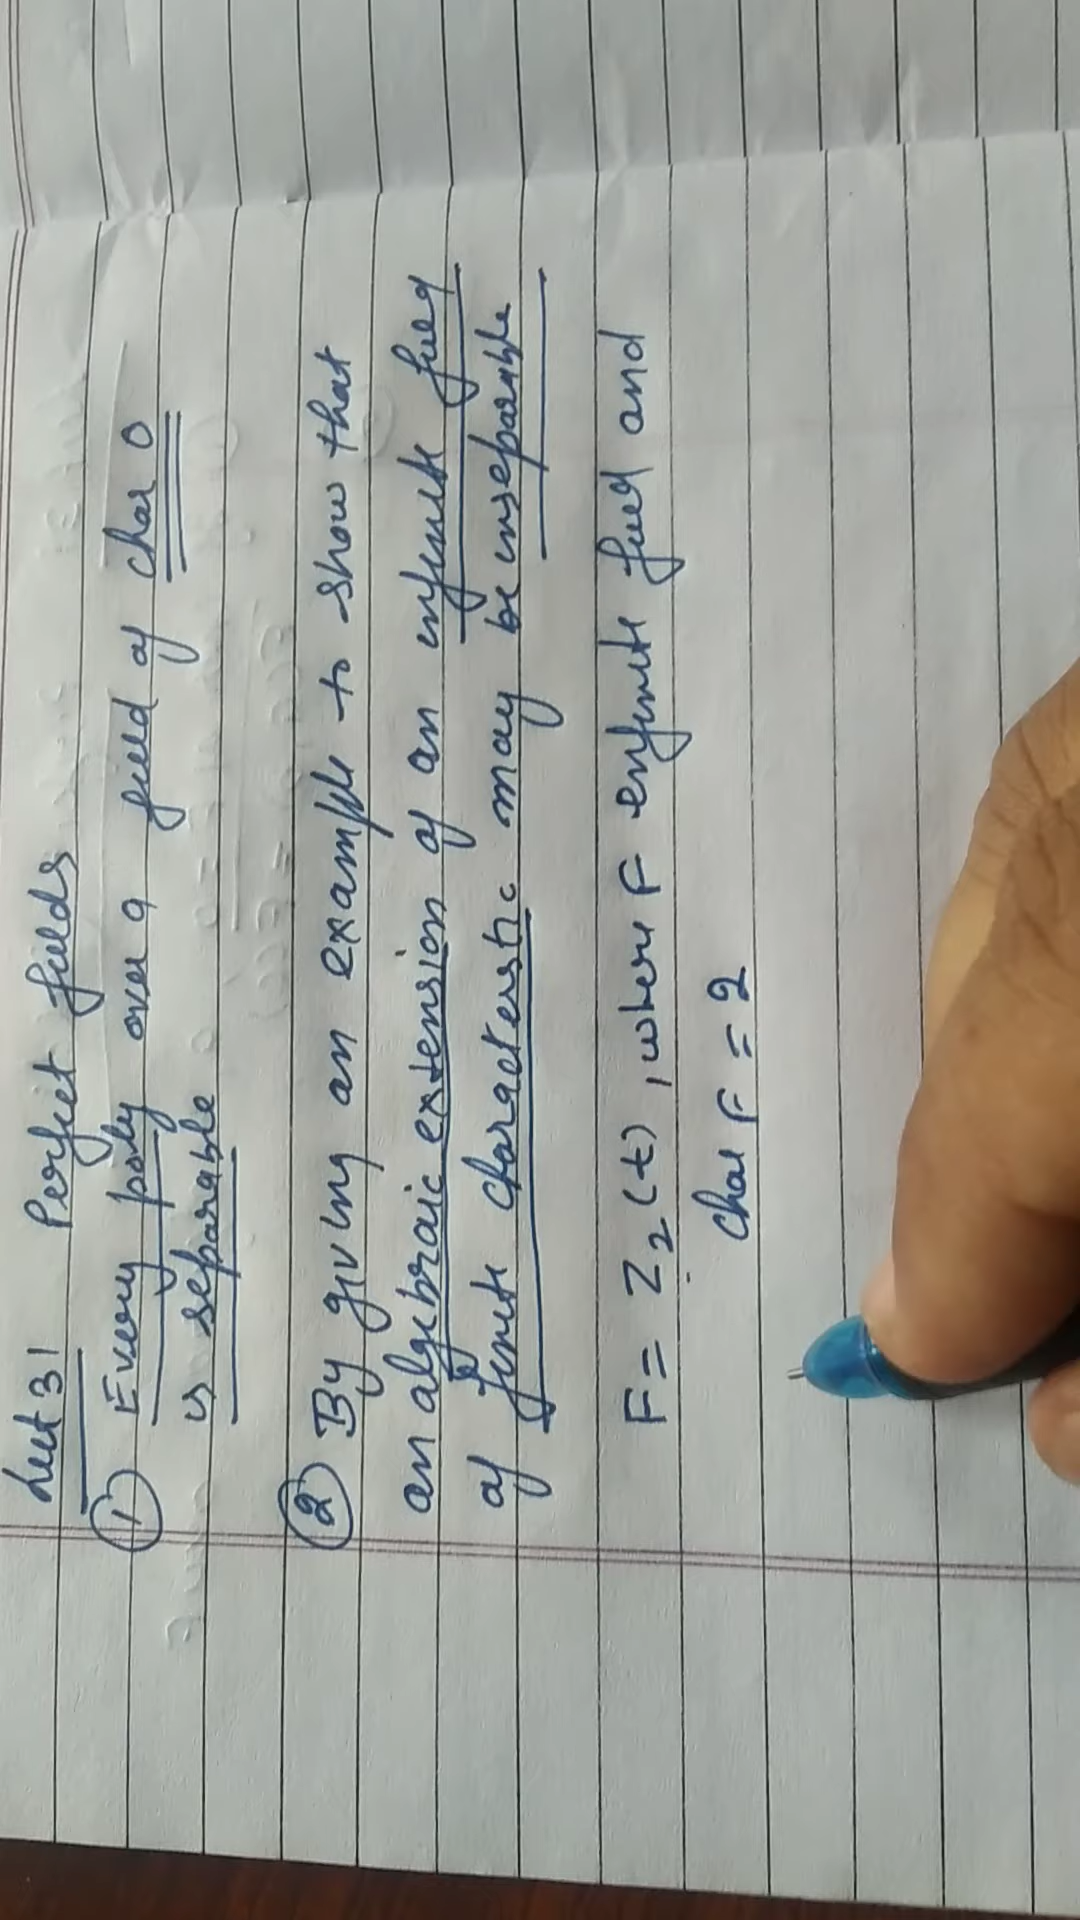 Lect 31 Perfect fields
① Every poly over a field of char 0
is separable
② By giving an example to show that
an algebraic extension of an infinite field
of finite characteristic may be inseparable
F = Z₂(t), where F infinite field and
char F = 2